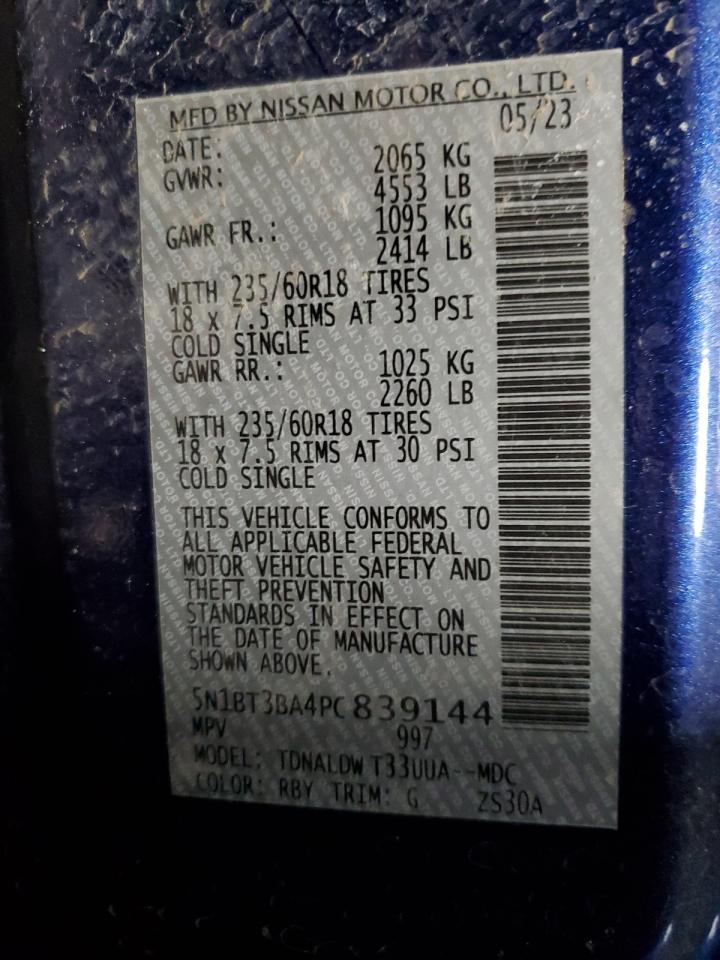 MFD BY NISSAN MOTOR CO., LTD.
DATE: 05/23
GVWR: 2065 KG
4553 LB
GAWR FR.: 1095 KG
2414 LB
WITH 235/60R18 TIRES
18 x 7.5 RIMS AT 33 PSI
COLD SINGLE
GAWR RR.: 1025 KG
2260 LB
WITH 235/60R18 TIRES
18 x 7.5 RIMS AT 30 PSI
COLD SINGLE
THIS VEHICLE CONFORMS TO
ALL APPLICABLE FEDERAL
MOTOR VEHICLE SAFETY AND
THEFT PREVENTION
STANDARDS IN EFFECT ON
THE DATE OF MANUFACTURE
SHOWN ABOVE.
5N1BT3BA4PC839144
MPV 997
MODEL: TDNALDW T33UUA--MDC
COLOR: RBY TRIM: G ZS30A